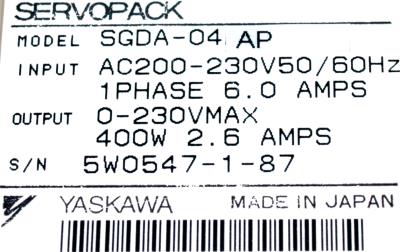 SERVOPACK
MODEL SGDA-04 AP
INPUT AC200-230V50/60Hz
1PHASE 6.0 AMPS
OUTPUT 0-230VMAX
400W 2.6 AMPS
S/N 5W0547-1-87
YASKAWA MADE IN JAPAN